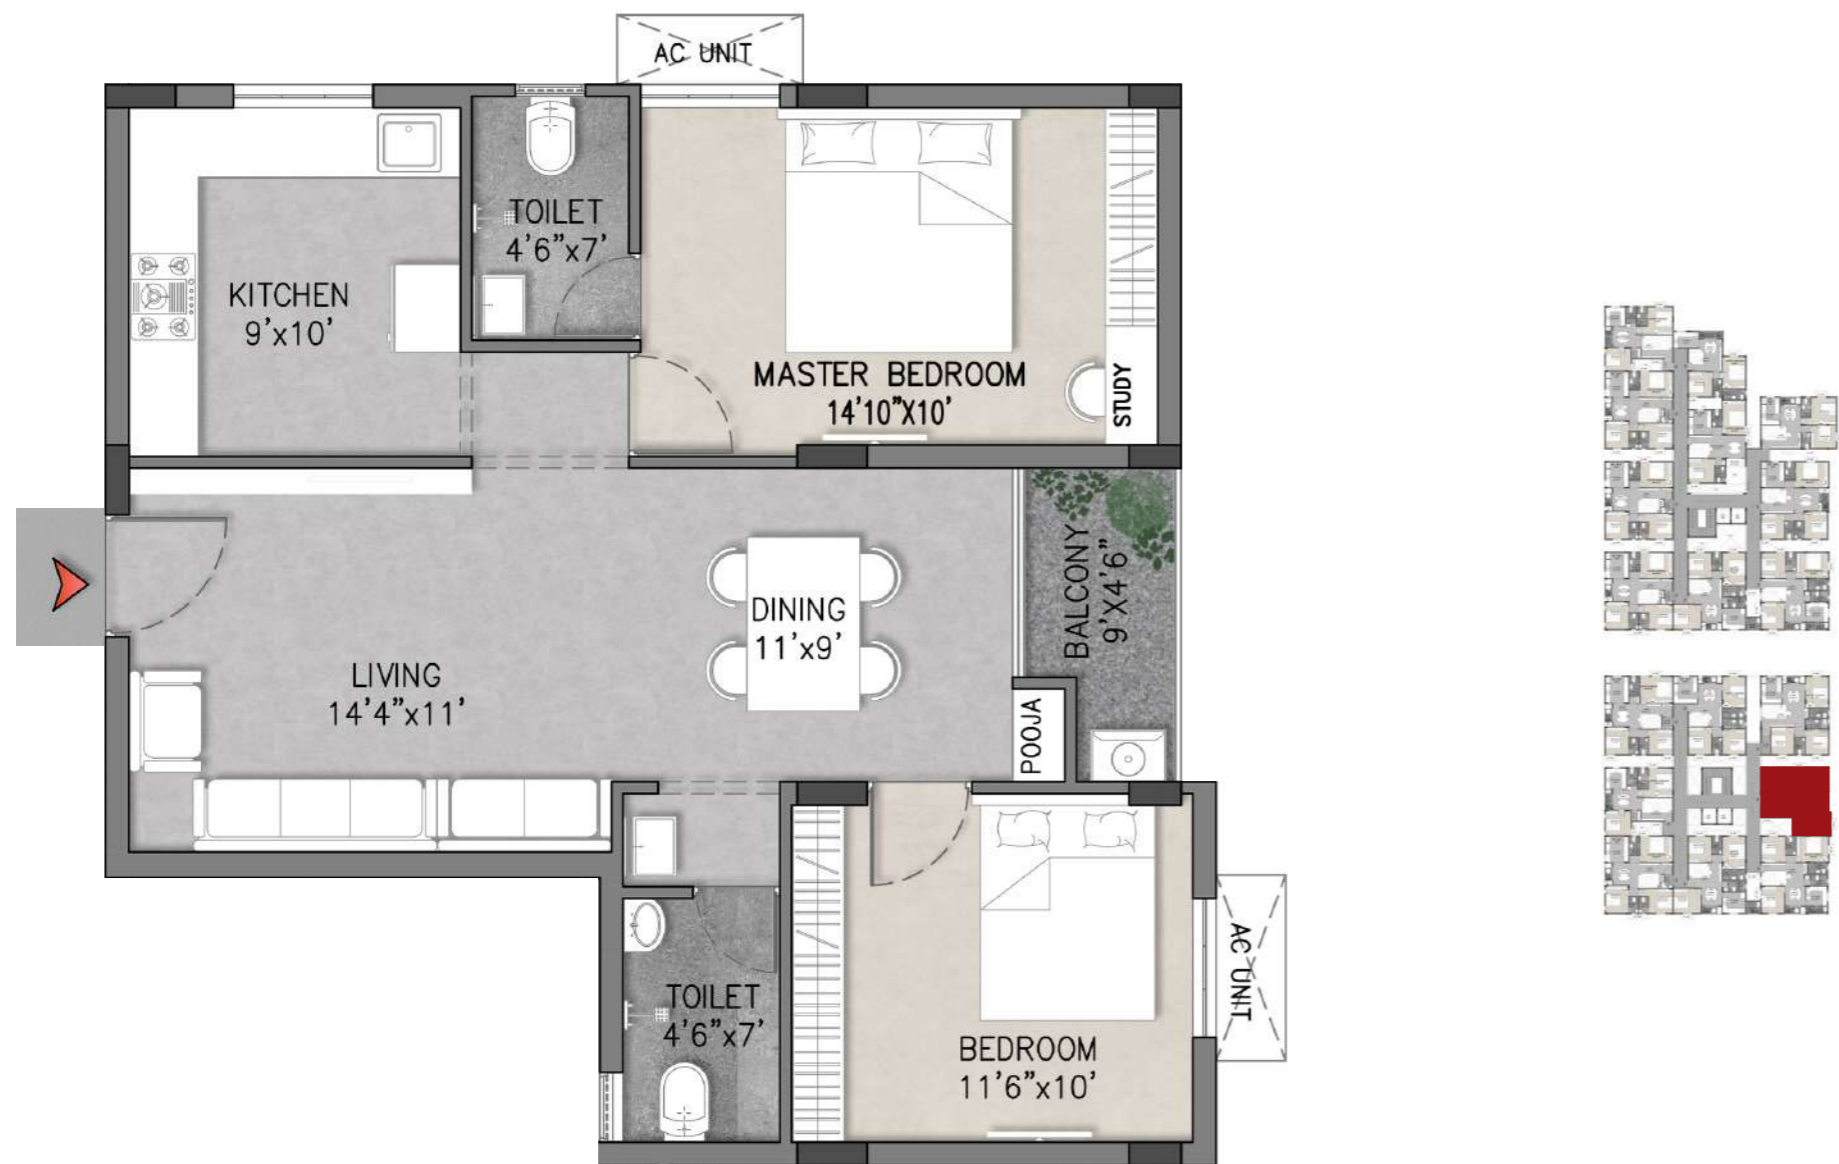 AC UNIT
TOILET
4'6"x7'
KITCHEN
9'x10'
MASTER BEDROOM
14'10"X10'
STUDY
BALCONY
9'X4'6"
DINING
11'x9'
LIVING
14'4"x11'
POOJA
AC UNIT
TOILET
4'6"x7'
BEDROOM
11'6"x10'